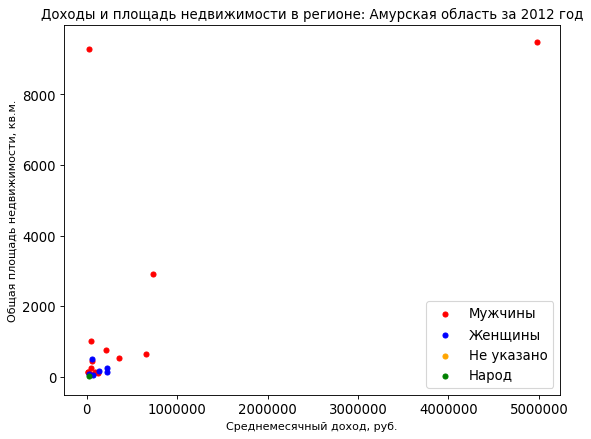 Доходы и площадь недвижимости в регионе: Амурская область за 2012 год
Общая площадь недвижимости, кв.м.
8000
6000
4000
2000
0
Мужчины
Женщины
Не указано
Народ
0 1000000 2000000 3000000 4000000 5000000
Среднемесячный доход, руб.